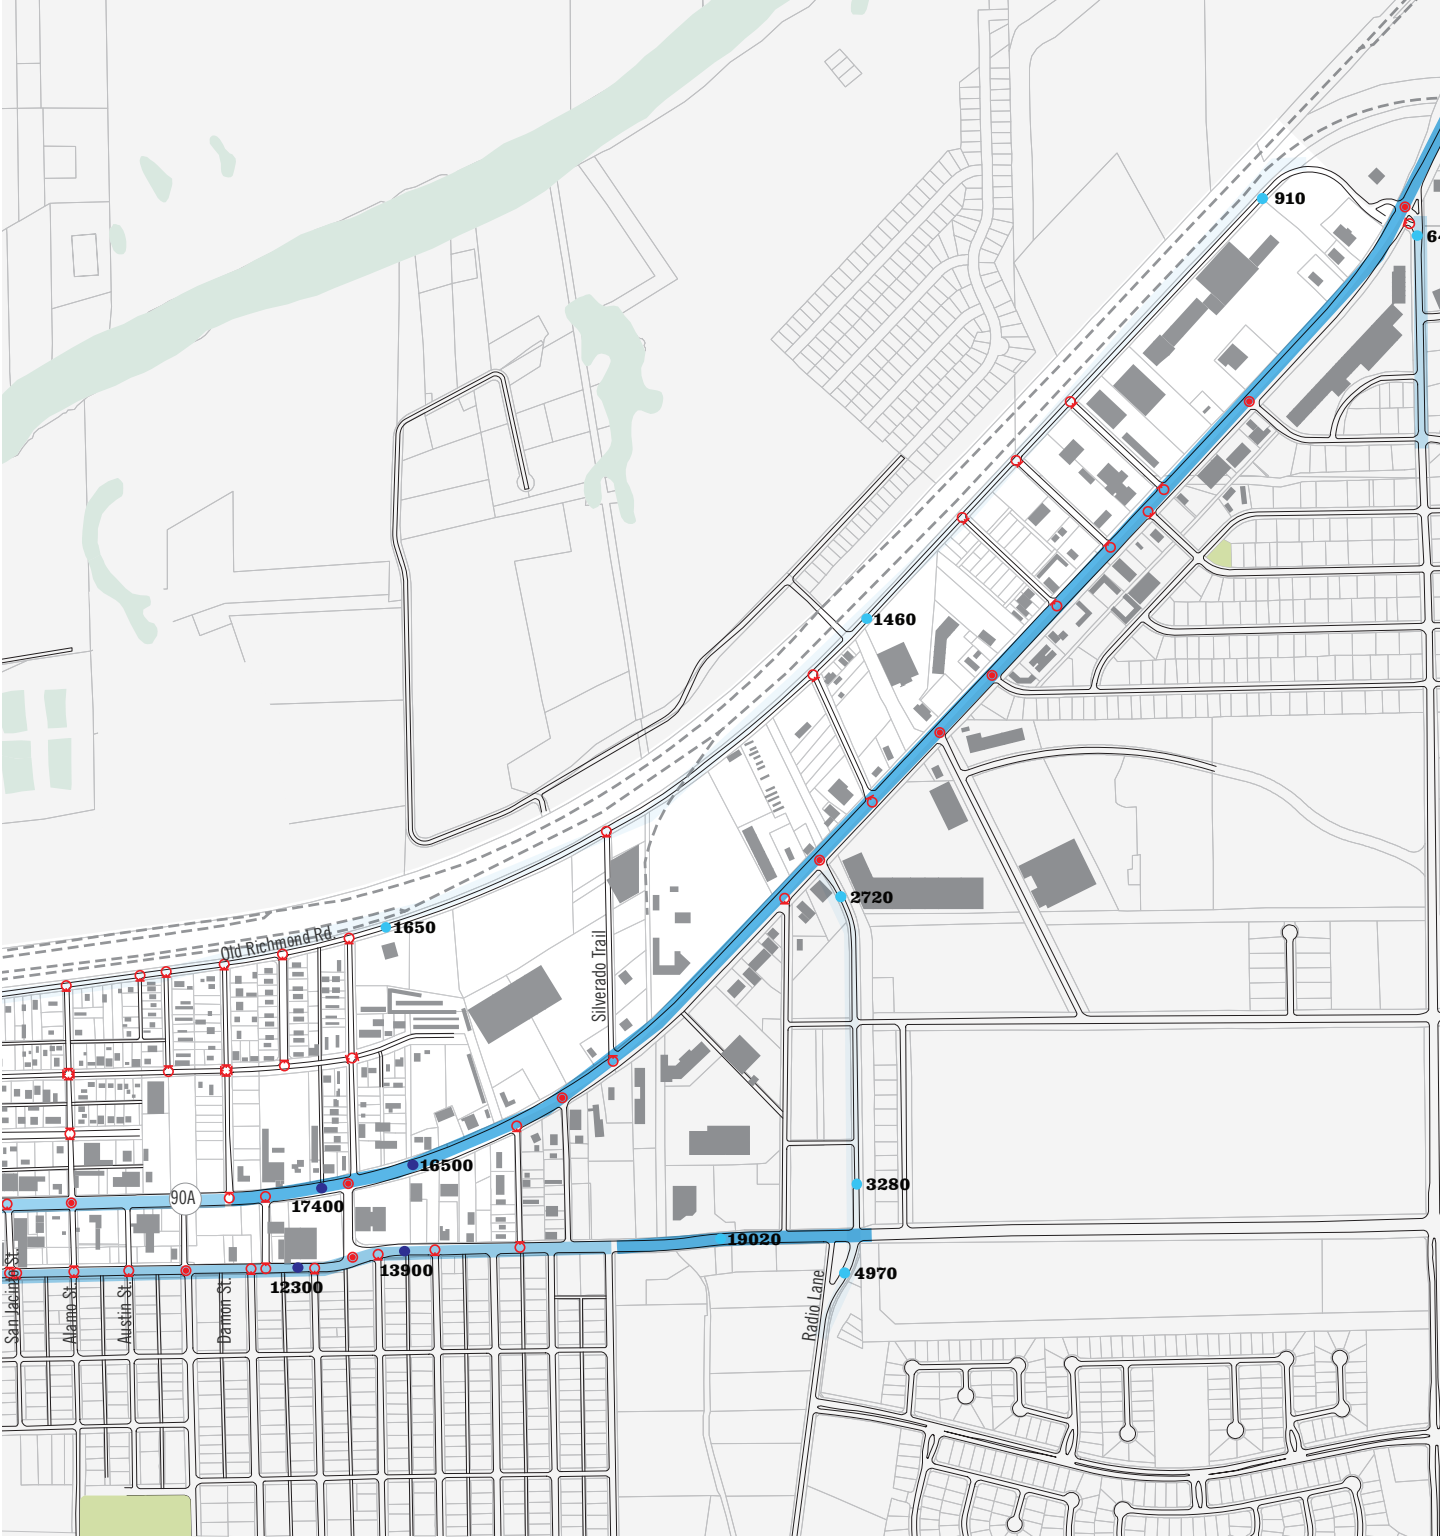 910
64
1460
2720
1650
Old Richmond Rd.
Silverado Trail
16500
3280
90A
17400
19020
13900
4970
12300
San Jacinto St.
Alamo St.
Austin St.
Damon St.
Radio Lane